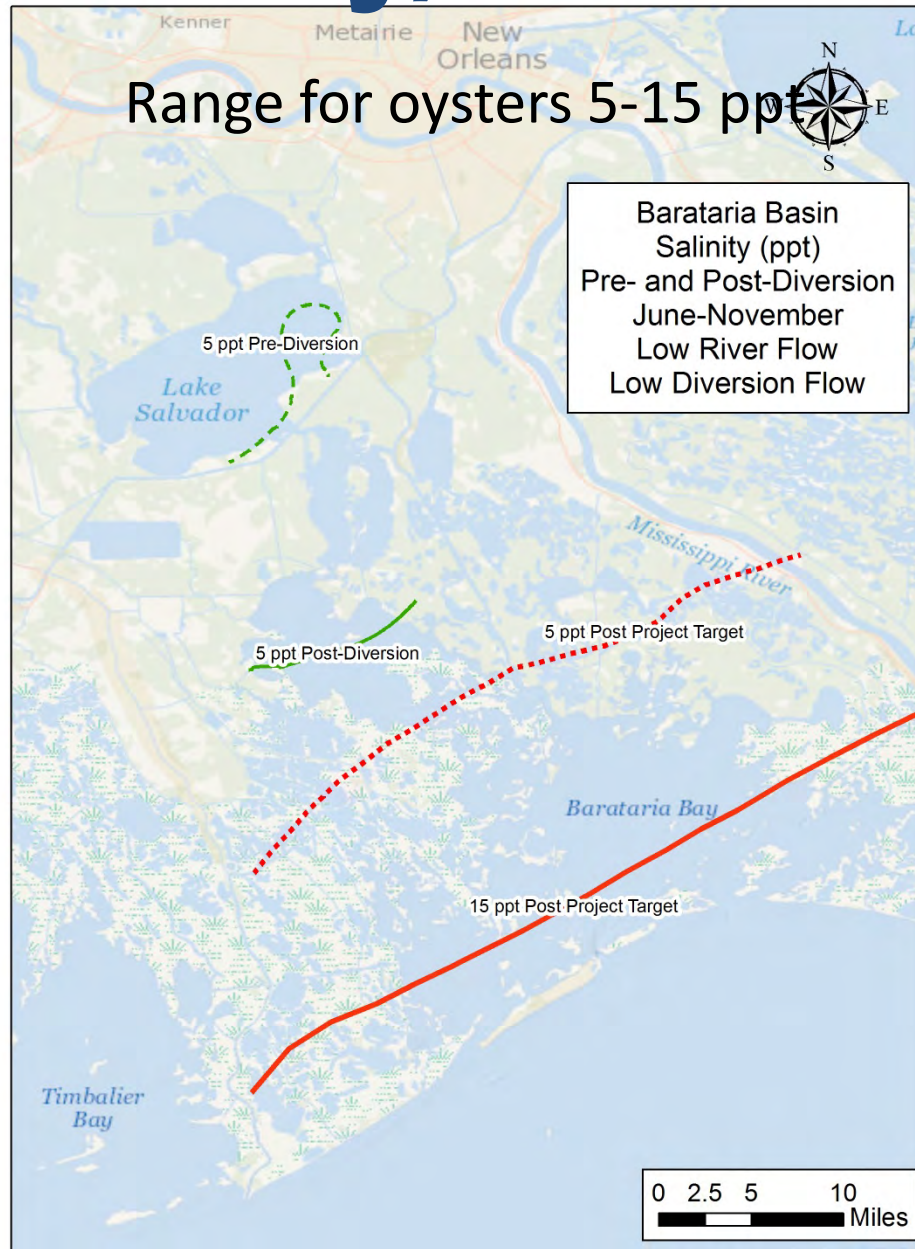 Kenner
Metairie
New
Orleans
Range for oysters 5-15 ppt
N
W
E
S
Barataria Basin
Salinity (ppt)
Pre- and Post-Diversion
June-November
Low River Flow
Low Diversion Flow
5 ppt Pre-Diversion
Lake
Salvador
Mississippi River
5 ppt Post Project Target
5 ppt Post-Diversion
Barataria Bay
15 ppt Post Project Target
Timbalier
Bay
0 2.5 5 10
Miles